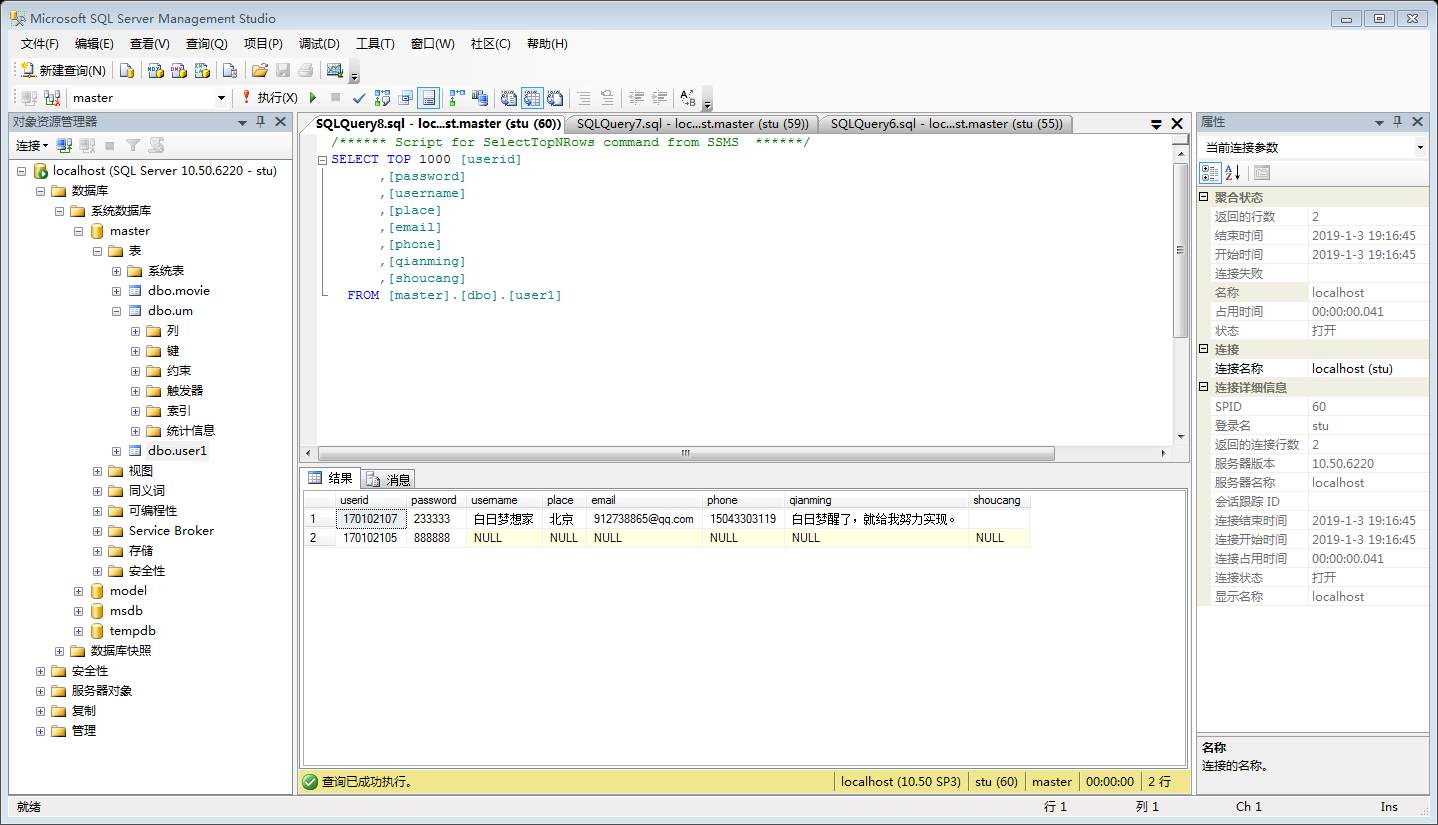 Microsoft SQL Server Management Studio
文件(F) 编辑(E) 查看(V) 查询(Q) 项目(P) 调试(D) 工具(T) 窗口(W) 社区(C) 帮助(H)
新建查询(N)
master 执行(X)
对象资源管理器
连接
localhost (SQL Server 10.50.6220 - stu)
数据库
系统数据库
master
表
系统表
dbo.movie
dbo.um
列
键
约束
触发器
索引
统计信息
dbo.user1
视图
同义词
可编程性
Service Broker
存储
安全性
model
msdb
tempdb
数据库快照
安全性
服务器对象
复制
管理
SQLQuery8.sql - loc...st.master (stu (60)) SQLQuery7.sql - loc...st.master (stu (59)) SQLQuery6.sql - loc...st.master (stu (55))
/****** Script for SelectTopNRows command from SSMS ******/
SELECT TOP 1000 [userid]
,[password]
,[username]
,[place]
,[email]
,[phone]
,[qianming]
,[shoucang]
FROM [master].[dbo].[user1]
结果 消息
userid password username place email phone qianming shoucang
1 170102107 233333 白日梦想家 北京 912738865@qq.com 15043303119 白日梦醒了，就给我努力实现。
2 170102105 888888 NULL NULL NULL NULL NULL NULL
查询已成功执行。 localhost (10.50 SP3) stu (60) master 00:00:00 2 行
属性
当前连接参数
聚合状态
返回的行数 2
结束时间 2019-1-3 19:16:45
开始时间 2019-1-3 19:16:45
连接失败
名称 localhost
占用时间 00:00:00.041
状态 打开
连接
连接名称 localhost (stu)
连接详细信息
SPID 60
登录名 stu
返回的连接行数 2
服务器版本 10.50.6220
服务器名称 localhost
会话跟踪 ID
连接结束时间 2019-1-3 19:16:45
连接开始时间 2019-1-3 19:16:45
连接占用时间 00:00:00.041
连接状态 打开
显示名称 localhost
名称
连接的名称。
就绪 行 1 列 1 Ch 1 Ins